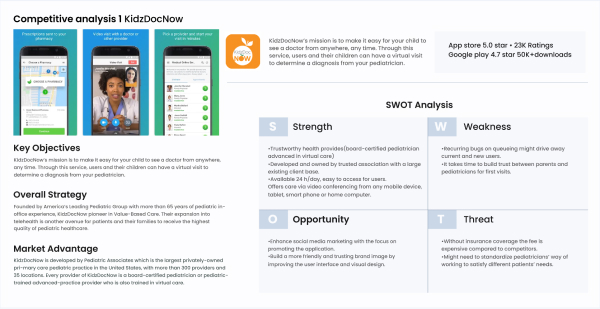 Competitive analysis 1 KidzDocNow
Prescriptions sent to your pharmacy
Video visit with a doctor or other provider
KidzDocNow's mission is to make it easy for your child to
see a doctor from anywhere, any time. Through this
service, users and their children can have a virtual visit
to determine a diagnosis from your pediatrician.
App store 5.0 star • 23K Ratings
Google play 4.7 star 50K+downloads
NOW
Key Objectives
KidzDocNow's mission is to make it easy for your child to see a doctor from anywhere,
any time. Through this service, users and their children can have a virtual visit to
determine a diagnosis from your pediatrician.
Overall Strategy
Founded by America's Leading Pediatric Group with more than 65 years of pediatric in-
office experience, KidzDocNow pioneer in Value-Based Care. Their expansion into
telehealth is another avenue for patients and their families to receive the highest
quality of pediatric healthcare.
Market Advantage
KidzDocNow is developed by Pediatric Associates which is the largest privately-owned
pri-mary care pediatric practice in the United States, with more than 300 providers and
35 locations. Every provider of KidzDocNow is a board-certified pediatrician or pediatric-
trained advanced-practice provider who is also trained in virtual care.
SWOT Analysis
S Strength
•Trustworthy health provides(board-certified pediatrician
advanced in virtual care)
•Developed and owned by trusted association with a large
existing client base.
•Available 24 h/day, easy to access for users.
Offers care via video conferencing from any mobile device,
tablet, smart phone or home computer.
W Weakness
•Recurring bugs on queueing might drive away
current and new users.
•it takes time to build trust between parents and
pediatricians for first visits.
O Opportunity
•Enhance social media marketing with the focus on
promoting the application.
•Build a more friendly and trusting brand image by
improving the user interface and visual design.
T Threat
•Without insurance coverage the fee is
expensive compared to competitors.
•Might need to standardize pediatricians' way of
working to satisfy different patients' needs.